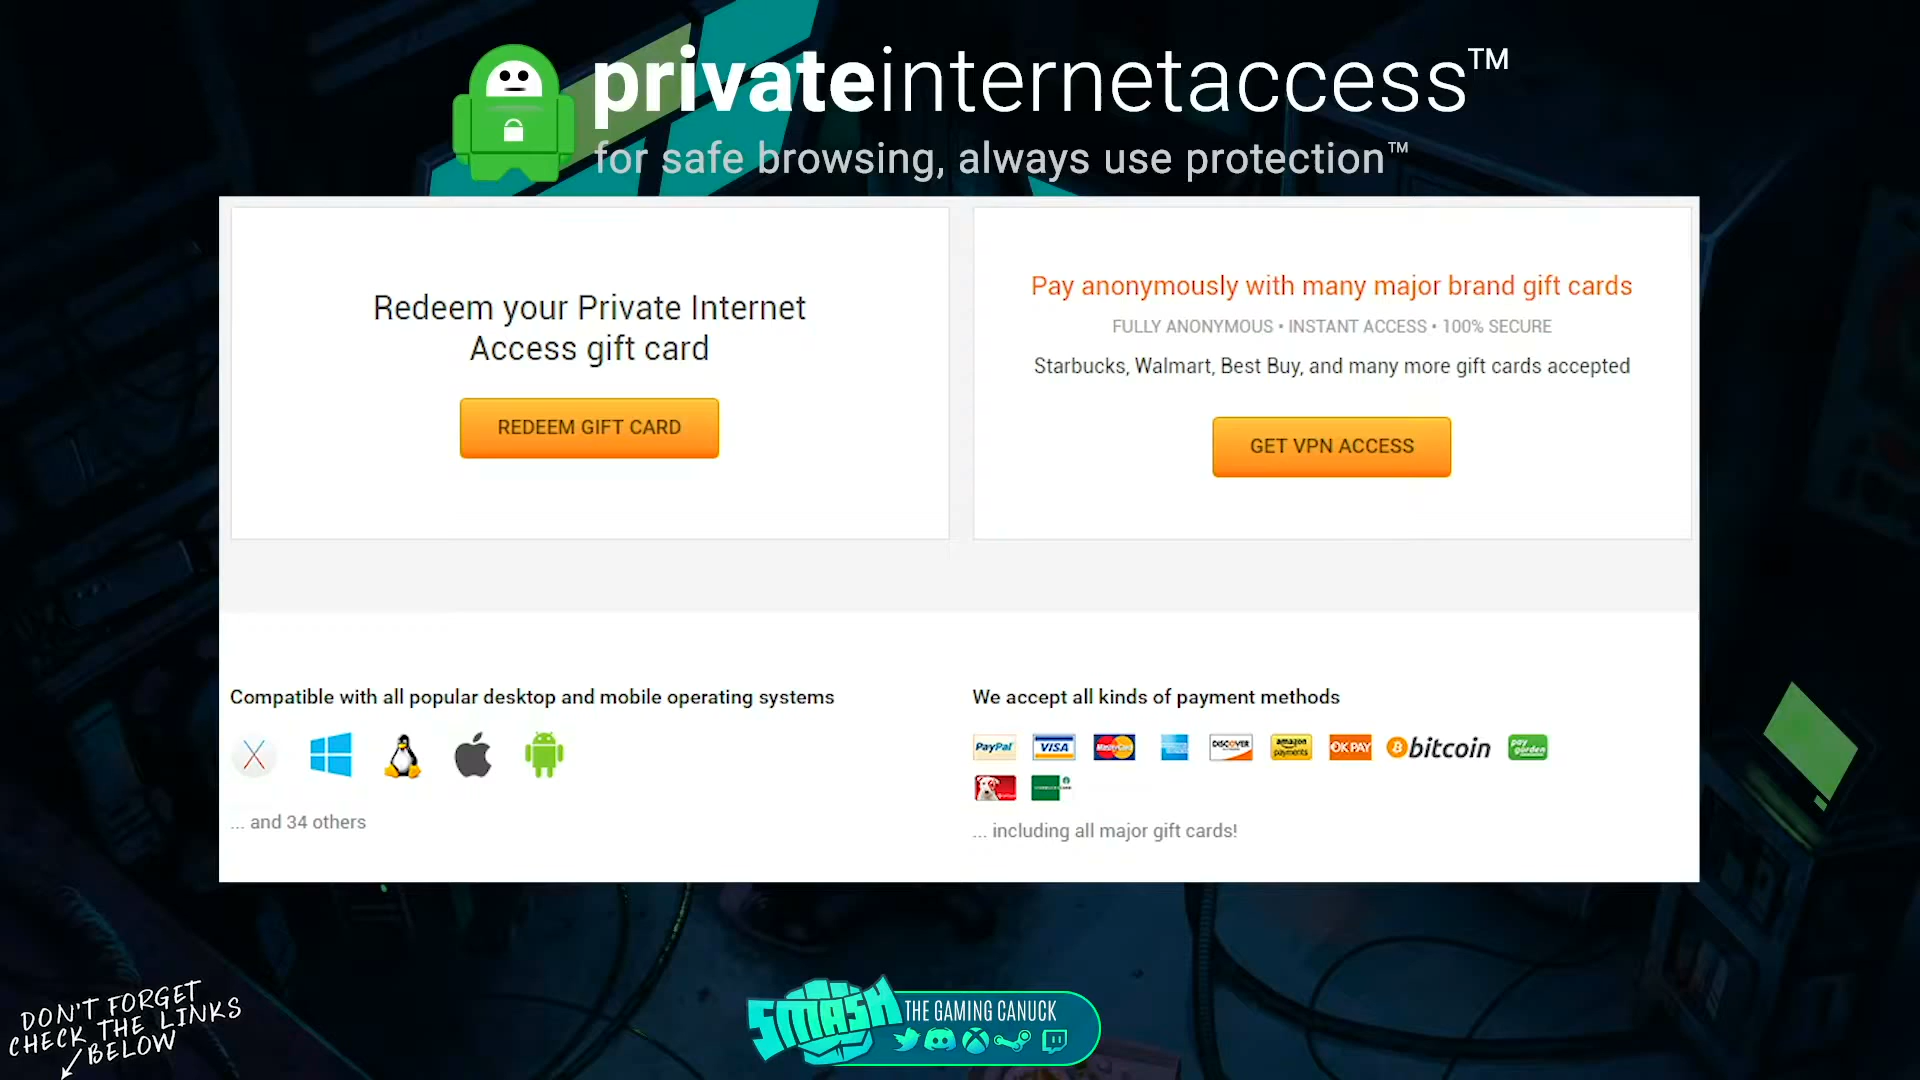 privateinternetaccess™
for safe browsing, always use protection™
Redeem your Private Internet
Access gift card
REDEEM GIFT CARD
Pay anonymously with many major brand gift cards
FULLY ANONYMOUS • INSTANT ACCESS • 100% SECURE
Starbucks, Walmart, Best Buy, and many more gift cards accepted
GET VPN ACCESS
Compatible with all popular desktop and mobile operating systems
... and 34 others
We accept all kinds of payment methods
PayPal VISA MasterCard DISCOVER amazon payments OK PAY bitcoin pay garden
... including all major gift cards!
DON'T FORGET
CHECK THE LINKS
BELOW
SMASH THE GAMING CANUCK